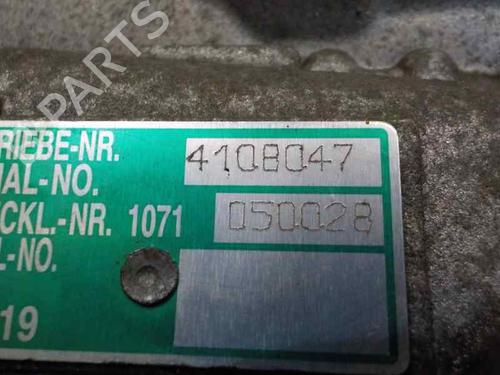 RIEBE-NR. 4108047
IAL-NO.
CKL.-NR. 1071 050028
L-NO.
19
B-PARTS